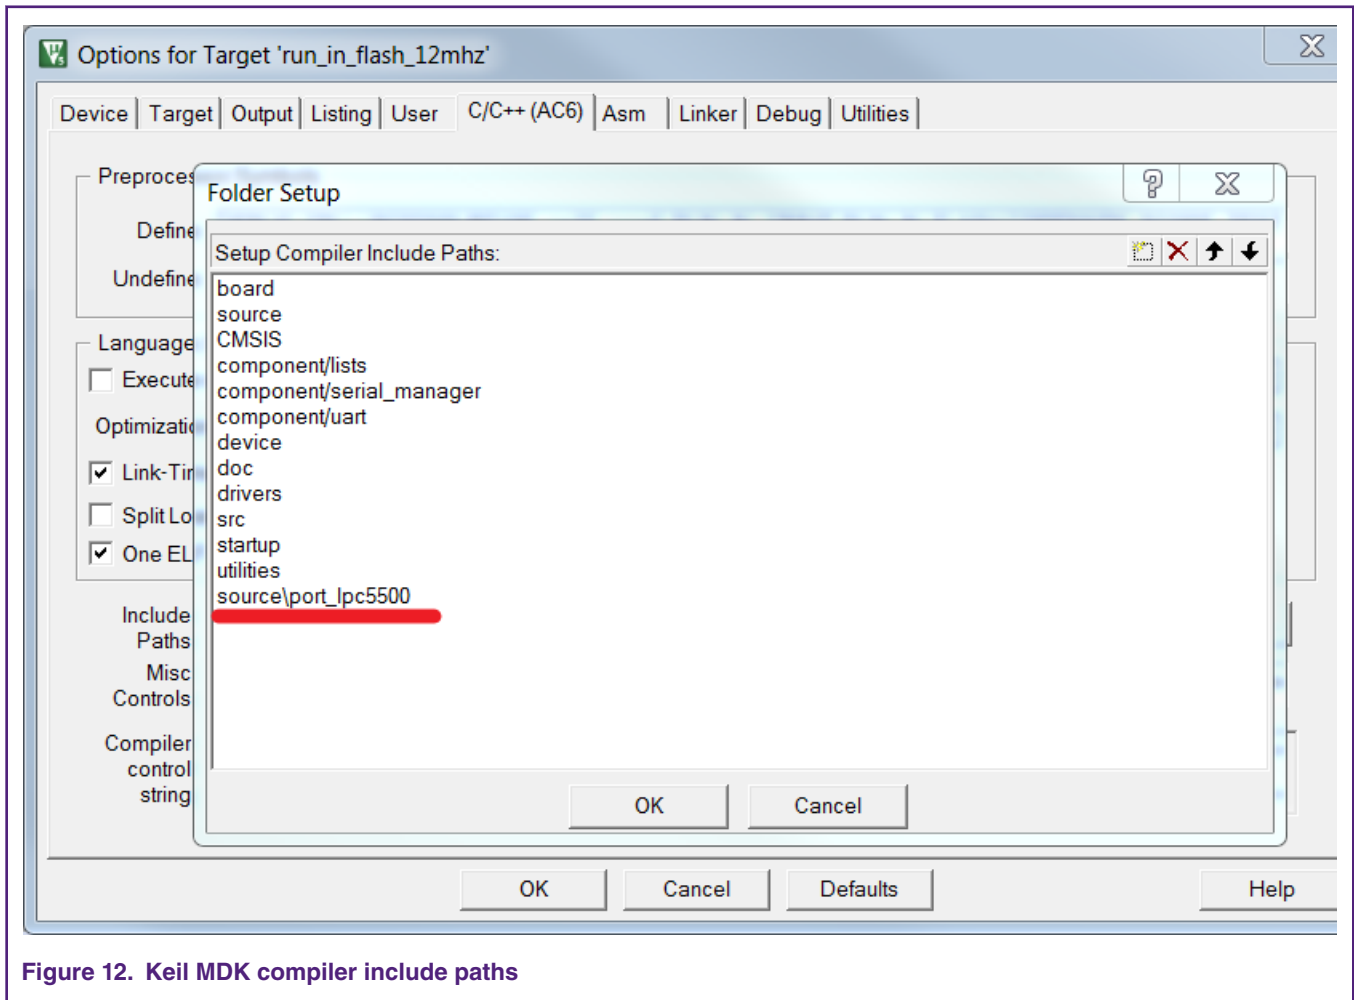 Options for Target 'run_in_flash_12mhz'
Device Target Output Listing User C/C++ (AC6) Asm Linker Debug Utilities
Folder Setup
Define
Undefine
Setup Compiler Include Paths:
board
source
CMSIS
component/lists
component/serial_manager
component/uart
device
doc
drivers
src
startup
utilities
source\port_lpc5500
Language
Execute
Link-Tim
Split Lo
One EL
Include
Paths
Misc
Controls
Compiler
control
string
OK Cancel
OK Cancel Defaults Help
Figure 12. Keil MDK compiler include paths